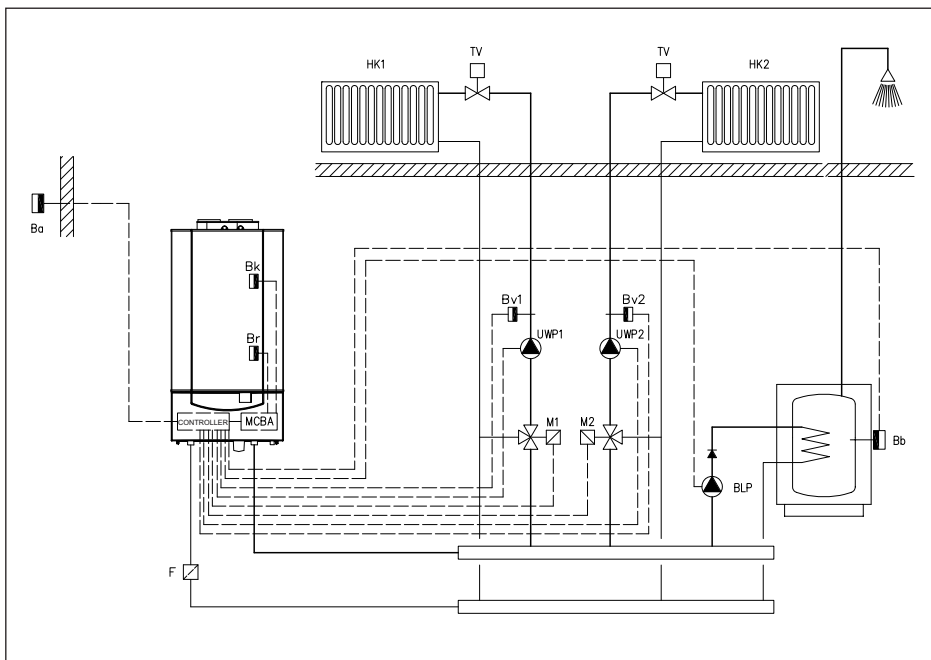 TV
TV
HK1
HK2
Ba
Bk
Bv1
Bv2
Br
UWP1
UWP2
CONTROLLER
MCBA
M1
M2
Bb
BLP
F